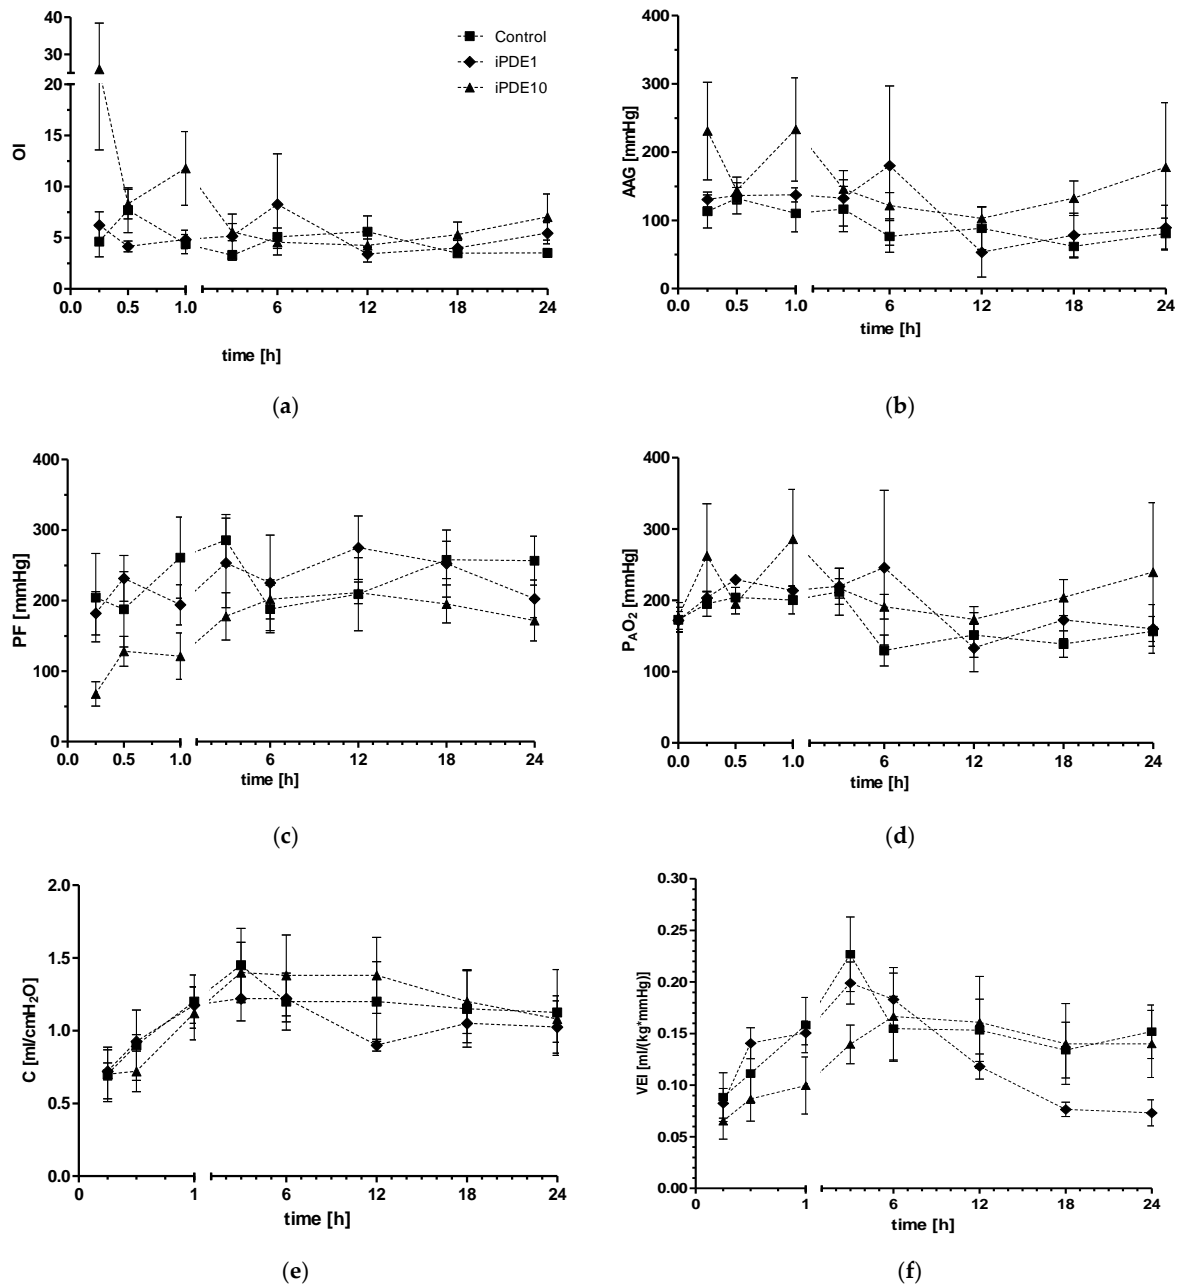 40
30
20
15
10
5
0
OI
Control
iPDE1
iPDE10
0.0 0.5 1.0 6 12 18 24
time [h]
(a)
400
300
200
100
0
AAG [mmHg]
0.0 0.5 1.0 6 12 18 24
time [h]
(b)
400
300
200
100
0
PF [mmHg]
0.0 0.5 1.0 6 12 18 24
time [h]
(c)
400
300
200
100
0
PAO2 [mmHg]
0.0 0.5 1.0 6 12 18 24
time [h]
(d)
2.0
1.5
1.0
0.5
0.0
C [ml/cmH2O]
0 1 6 12 18 24
time [h]
(e)
0.30
0.25
0.20
0.15
0.10
0.05
0.00
VEI [ml/(kg*mmHg)]
0 1 6 12 18 24
time [h]
(f)